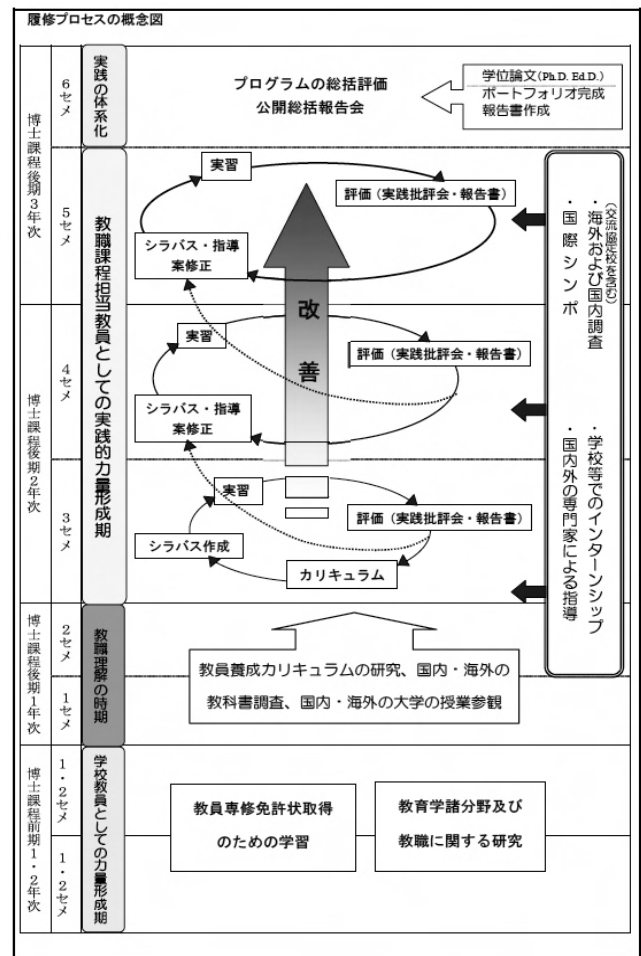 履修プロセスの概念図
博士課程後期3年次
6セメ
実践の体系化
プログラムの総括評価
公開総括報告会
学位論文(Ph.D. Ed.D.)
ポートフォリオ完成
報告書作成
5セメ
教職課程担当教員としての実践的力量形成期
実習
評価(実践批評会・報告書)
シラバス・指導
案修正
改善
(交流協定校を含む)
・海外および国内調査
・国際シンポ
・学校等でのインターンシップ
・国内外の専門家による指導
博士課程後期2年次
4セメ
実習
評価(実践批評会・報告書)
シラバス・指導
案修正
3セメ
実習
評価(実践批評会・報告書)
シラバス作成
カリキュラム
博士課程後期1年次
2セメ
1セメ
教職理解の時期
教員養成カリキュラムの研究、国内・海外の
教科書調査、国内・海外の大学の授業参観
博士課程前期1・2年次
1・2セメ
1・2セメ
学校教員としての力量形成期
教員専修免許状取得
のための学習
教育学諸分野及び
教職に関する研究